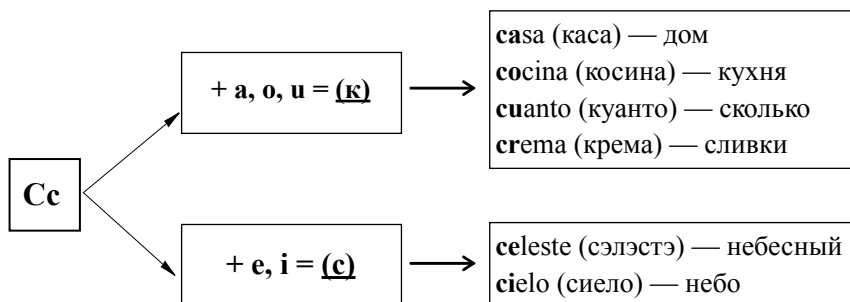 Cc
+ a, o, u = (к)
casa (каса) — дом
cocina (косина) — кухня
cuanto (куанто) — сколько
crema (крема) — сливки
+ e, i = (с)
celeste (сэлэстэ) — небесный
cielo (сиело) — небо